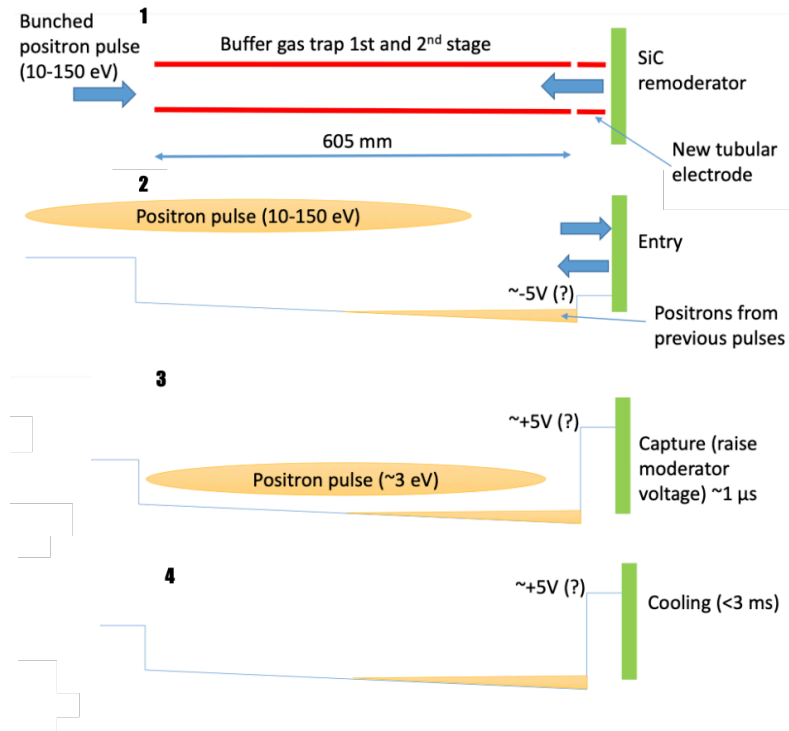 1
Bunched
positron pulse
(10-150 eV)
Buffer gas trap 1st and 2nd stage
SiC
remoderator
605 mm
New tubular
electrode
2
Positron pulse (10-150 eV)
Entry
~-5V (?)
Positrons from
previous pulses
3
~+5V (?)
Positron pulse (~3 eV)
Capture (raise
moderator
voltage) ~1 μs
4
~+5V (?)
Cooling (<3 ms)